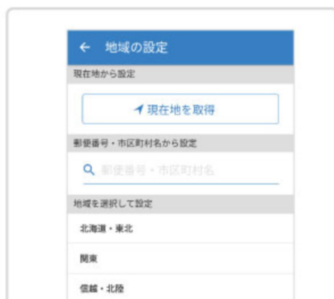 ← 地域の設定
現在地から設定
現在地を取得
郵便番号・市区町村名から設定
郵便番号・市区町村名
地域を選択して設定
北海道・東北
関東
信越・北陸